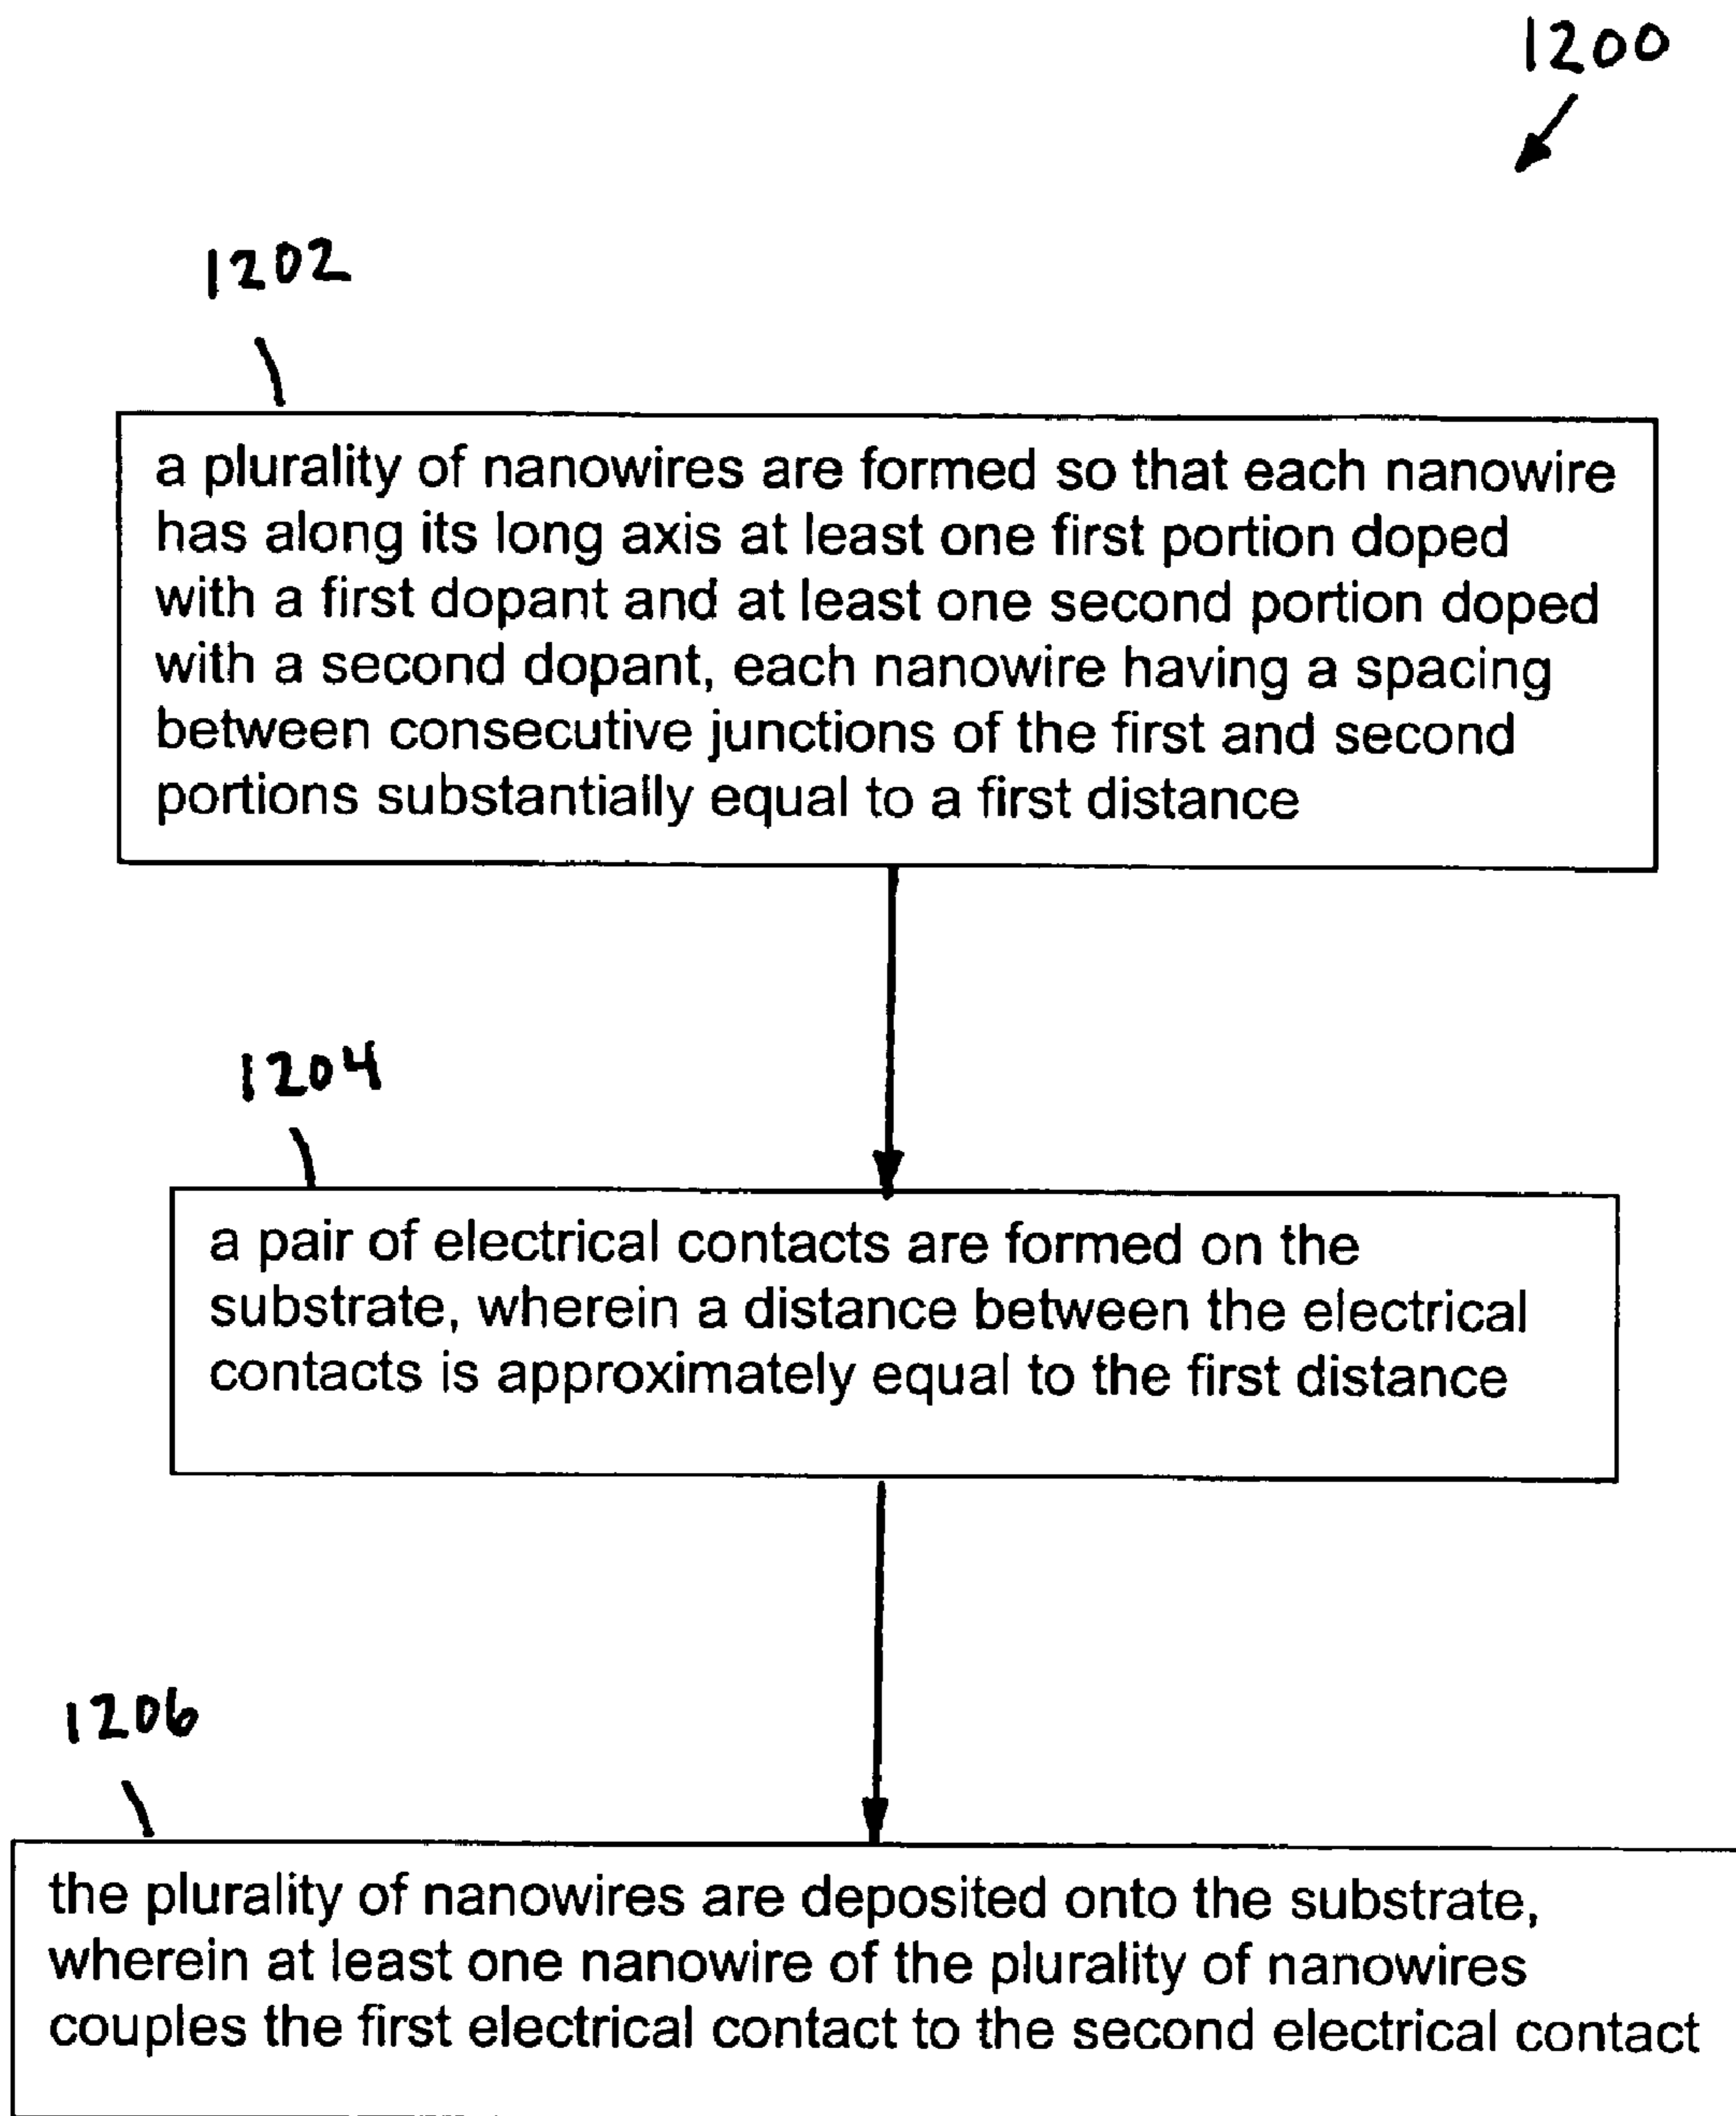 1200
1202
a plurality of nanowires are formed so that each nanowire
has along its long axis at least one first portion doped
with a first dopant and at least one second portion doped
with a second dopant, each nanowire having a spacing
between consecutive junctions of the first and second
portions substantially equal to a first distance
1204
a pair of electrical contacts are formed on the
substrate, wherein a distance between the electrical
contacts is approximately equal to the first distance
1206
the plurality of nanowires are deposited onto the substrate,
wherein at least one nanowire of the plurality of nanowires
couples the first electrical contact to the second electrical contact